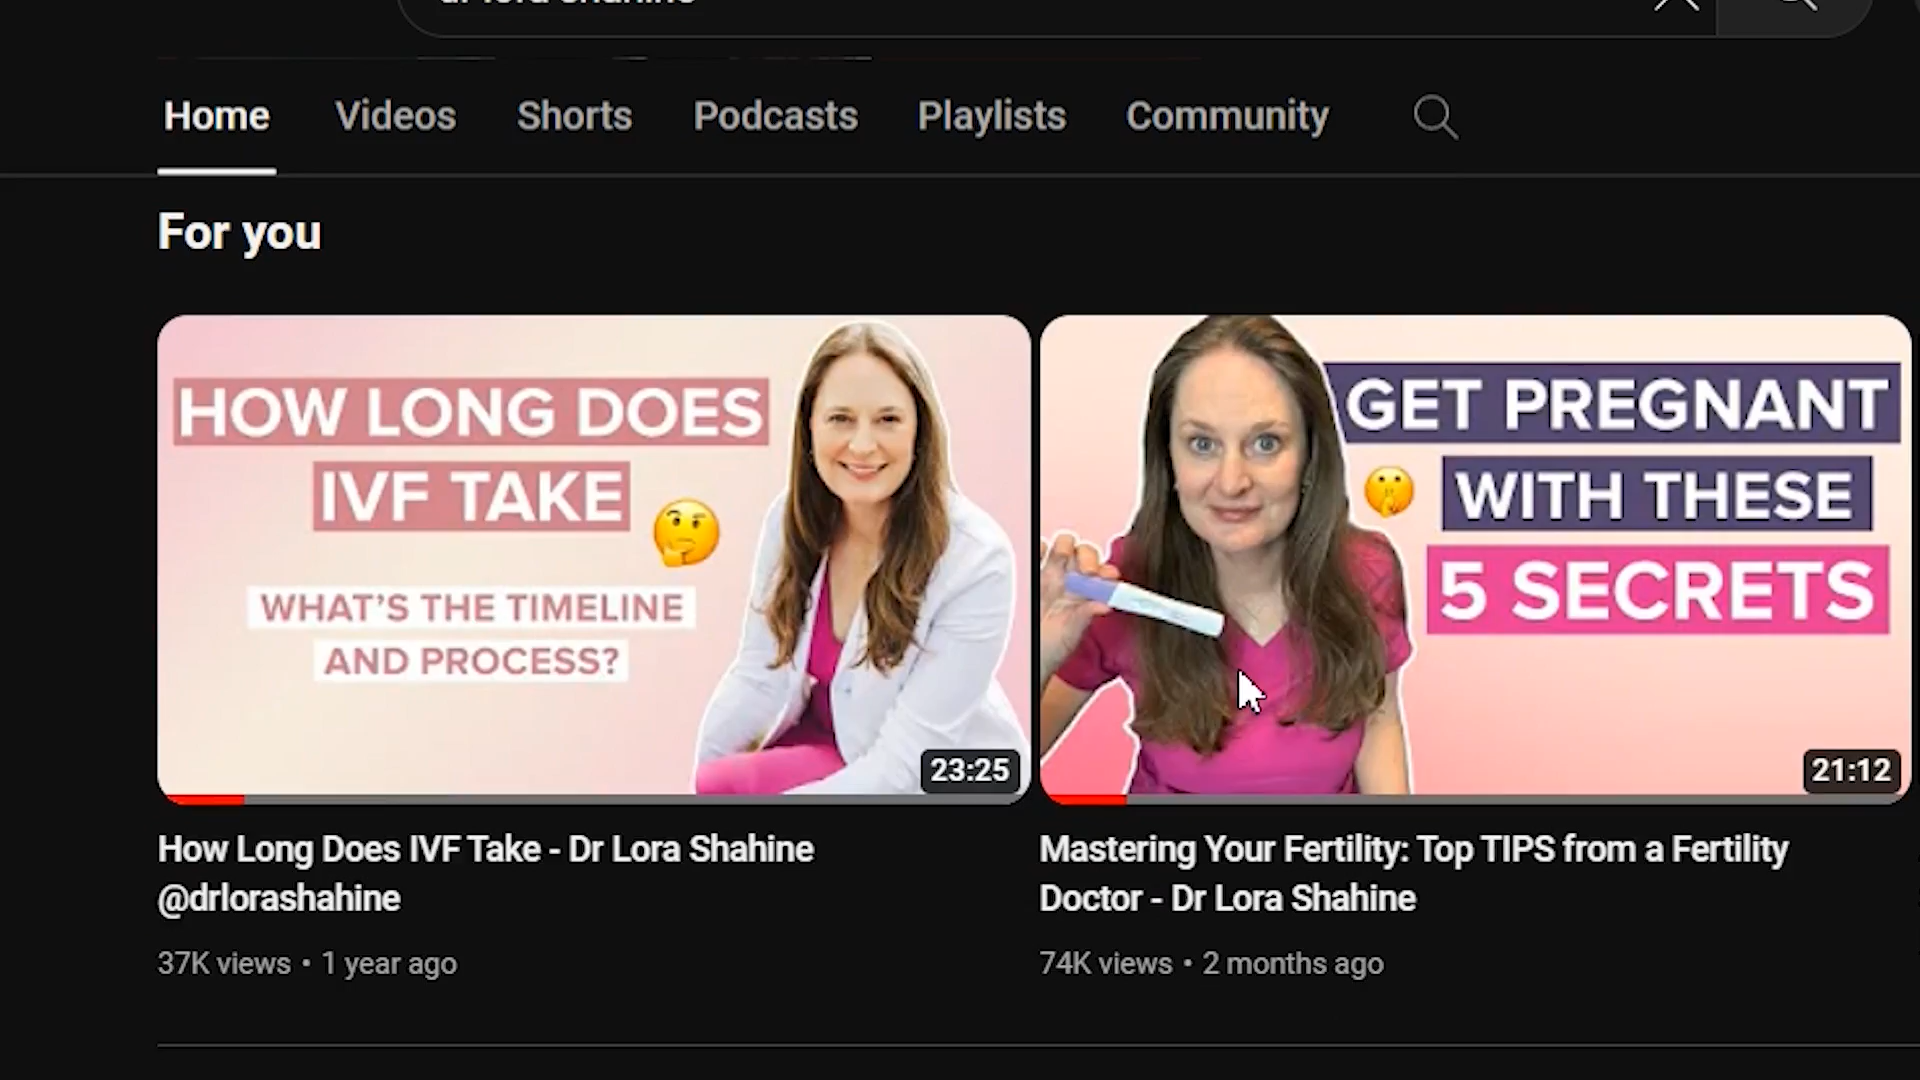 dr lora shahine
Home Videos Shorts Podcasts Playlists Community
For you
HOW LONG DOES
IVF TAKE
WHAT'S THE TIMELINE
AND PROCESS?
23:25
GET PREGNANT
WITH THESE
5 SECRETS
21:12
How Long Does IVF Take - Dr Lora Shahine
@drlorashahine
37K views • 1 year ago
Mastering Your Fertility: Top TIPS from a Fertility
Doctor - Dr Lora Shahine
74K views • 2 months ago